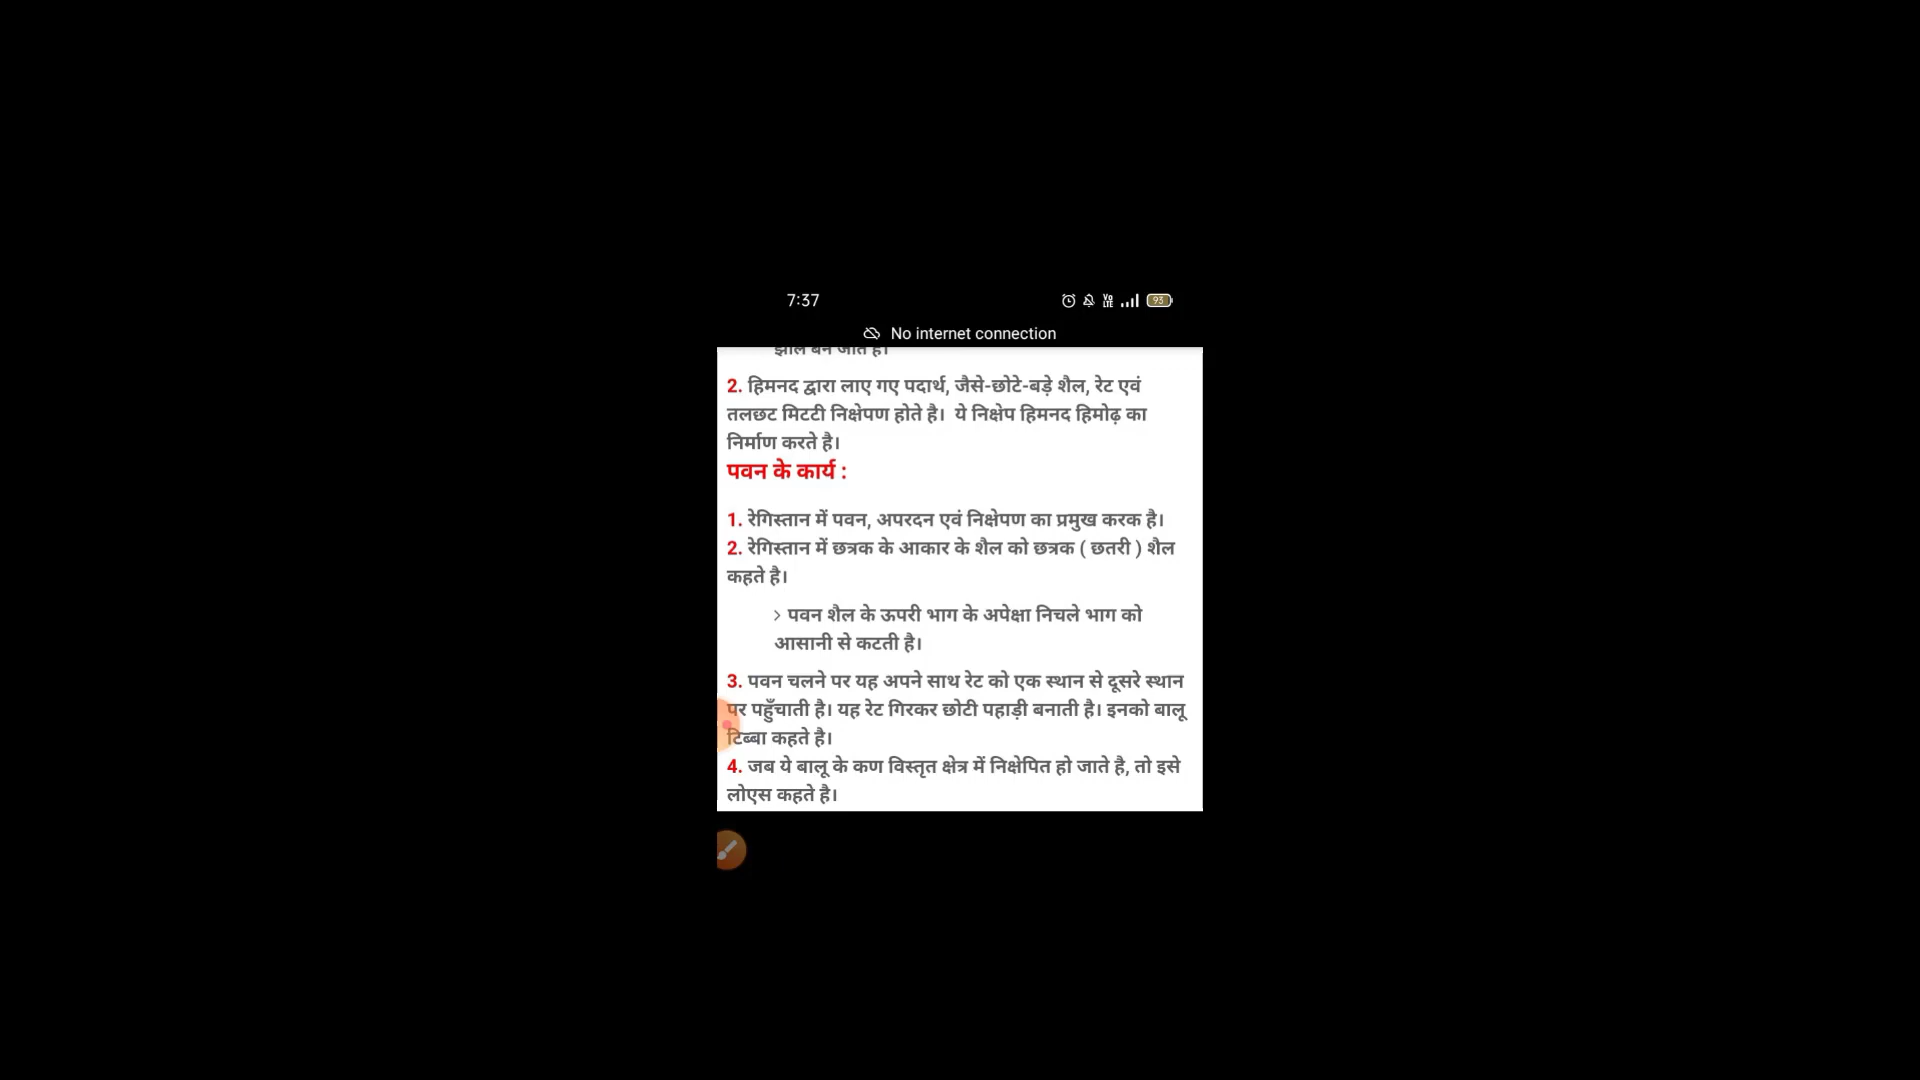 7:37
93
No internet connection
झील बन जाते है।
2. हिमनद द्वारा लाए गए पदार्थ, जैसे-छोटे-बड़े शैल, रेट एवं
तलछट मिटटी निक्षेपण होते है। ये निक्षेप हिमनद हिमोढ़ का
निर्माण करते है।
पवन के कार्य :
1. रेगिस्तान में पवन, अपरदन एवं निक्षेपण का प्रमुख करक है।
2. रेगिस्तान में छत्रक के आकार के शैल को छत्रक ( छतरी ) शैल
कहते है।
> पवन शैल के ऊपरी भाग के अपेक्षा निचले भाग को
आसानी से कटती है।
3. पवन चलने पर यह अपने साथ रेट को एक स्थान से दूसरे स्थान
पर पहुँचाती है। यह रेट गिरकर छोटी पहाड़ी बनाती है। इनको बालू
टिब्बा कहते है।
4. जब ये बालू के कण विस्तृत क्षेत्र में निक्षेपित हो जाते है, तो इसे
लोएस कहते है।